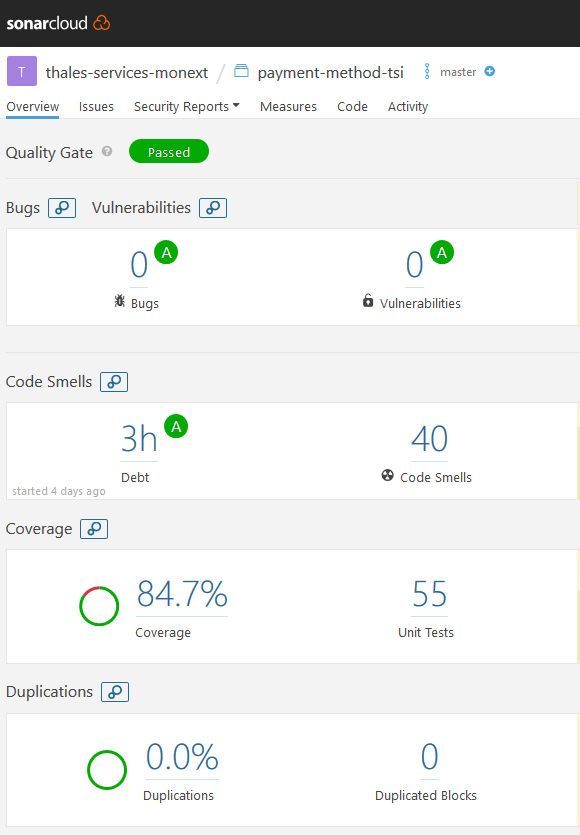 sonarcloud
T thales-services-monext / payment-method-tsi master
Overview Issues Security Reports Measures Code Activity
Quality Gate ? Passed
Bugs Vulnerabilities
0 A 0 A
Bugs Vulnerabilities
Code Smells
3h A 40
Debt Code Smells
started 4 days ago
Coverage
84.7% 55
Coverage Unit Tests
Duplications
0.0% 0
Duplications Duplicated Blocks